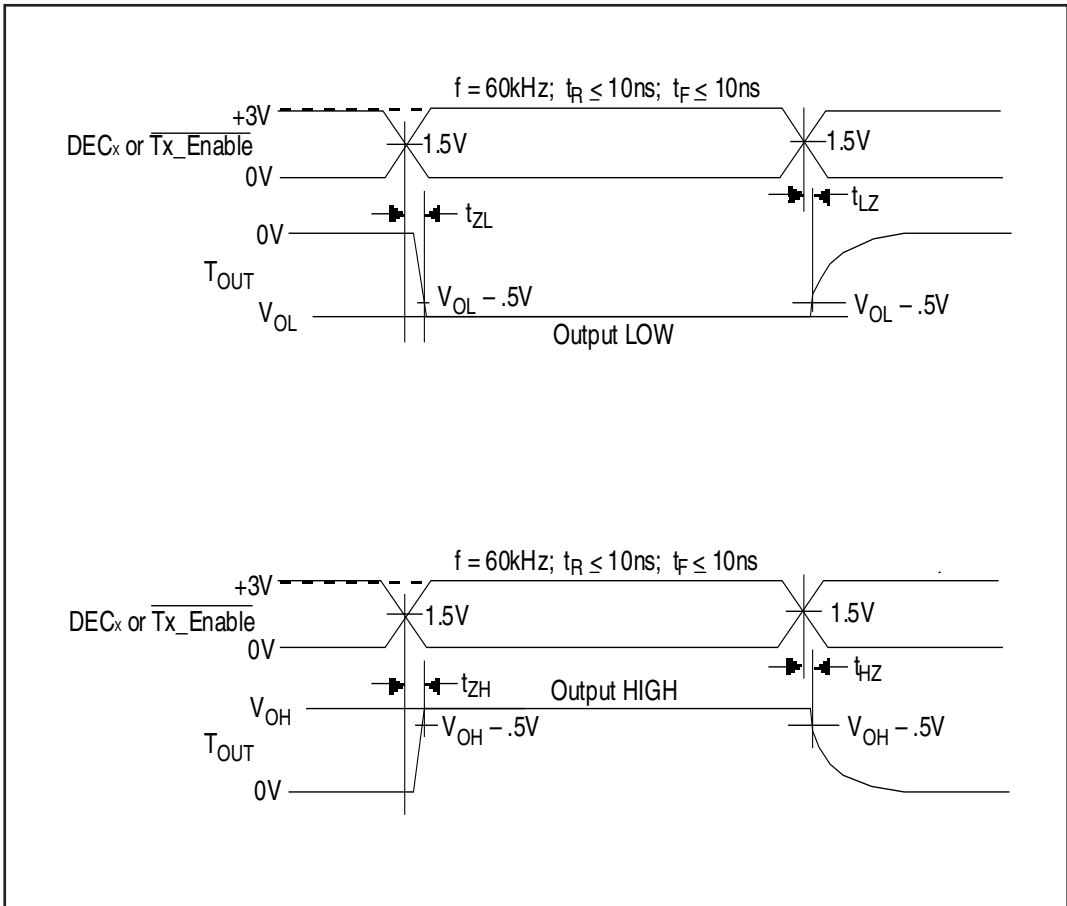 f = 60kHz; tR ≤ 10ns; tF ≤ 10ns
+3V
DECx or Tx_Enable
1.5V
1.5V
0V
tZL
tLZ
0V
TOUT
VOL – .5V
VOL – .5V
VOL
Output LOW
f = 60kHz; tR ≤ 10ns; tF ≤ 10ns
+3V
DECx or Tx_Enable
1.5V
1.5V
0V
tZH
Output HIGH
tHZ
VOH
VOH – .5V
VOH – .5V
TOUT
0V